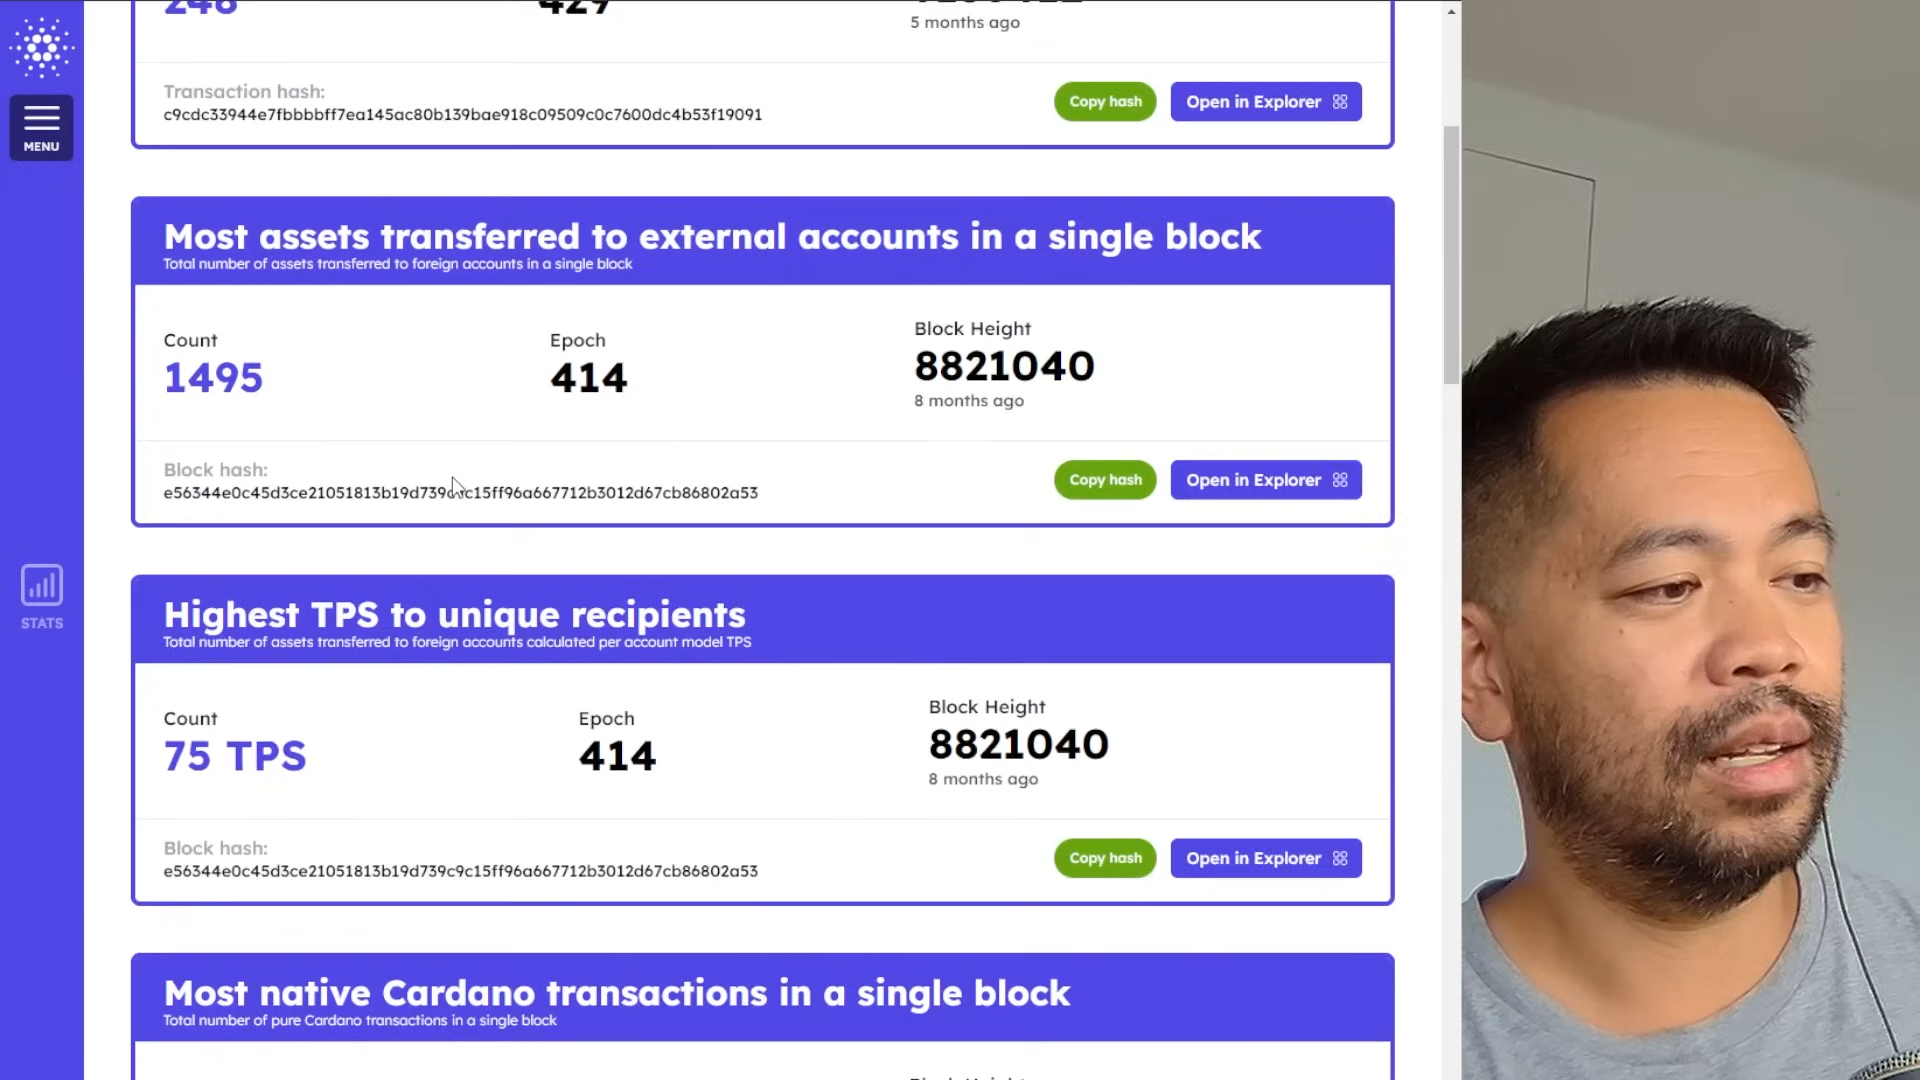 248
429
5 months ago
Transaction hash:
c9cdc33944e7fbbbbff7ea145ac80b139bae918c09509c0c7600dc4b53f19091
Copy hash
Open in Explorer
MENU
Most assets transferred to external accounts in a single block
Total number of assets transferred to foreign accounts in a single block
Count
Epoch
Block Height
1495
414
8821040
8 months ago
Block hash:
e56344e0c45d3ce21051813b19d739c9c15ff96a667712b3012d67cb86802a53
Copy hash
Open in Explorer
STATS
Highest TPS to unique recipients
Total number of assets transferred to foreign accounts calculated per account model TPS
Count
Epoch
Block Height
75 TPS
414
8821040
8 months ago
Block hash:
e56344e0c45d3ce21051813b19d739c9c15ff96a667712b3012d67cb86802a53
Copy hash
Open in Explorer
Most native Cardano transactions in a single block
Total number of pure Cardano transactions in a single block